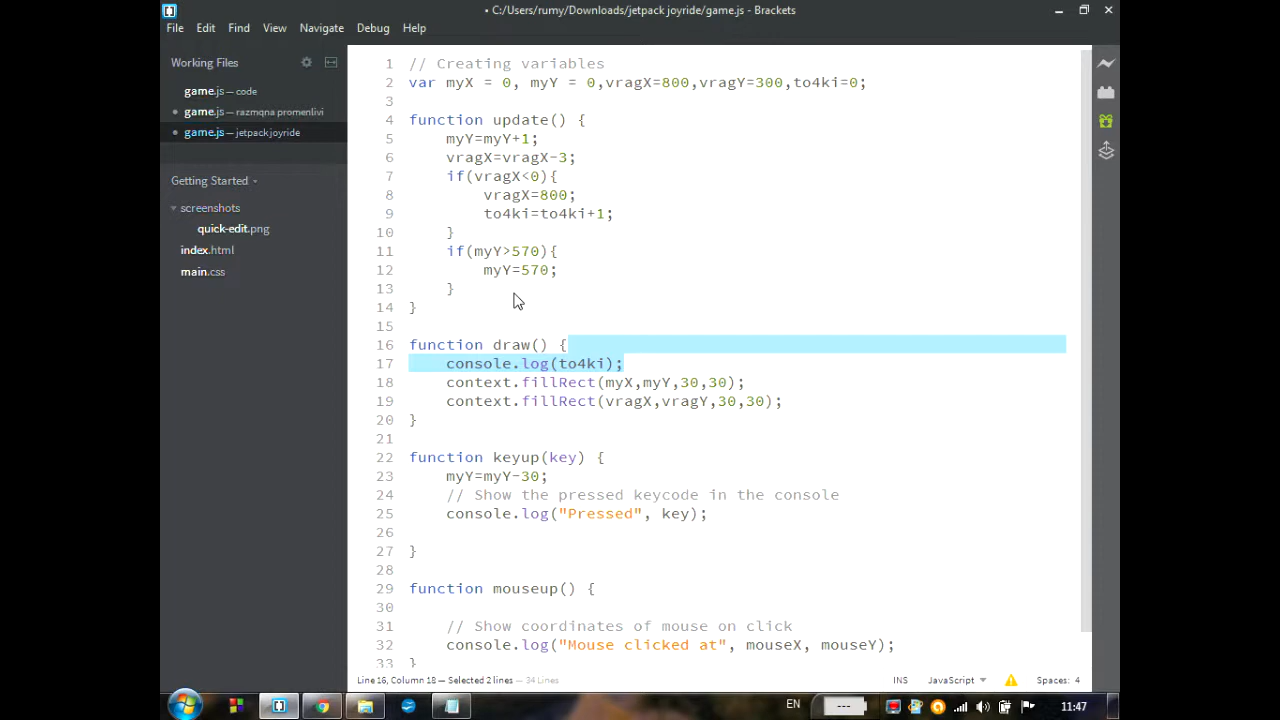 • C:/Users/rumy/Downloads/jetpack joyride/game.js - Brackets
File Edit Find View Navigate Debug Help
Working Files
game.js — code
game.js — razmqna promenlivi
game.js — jetpack joyride
Getting Started
screenshots
quick-edit.png
index.html
main.css
1 // Creating variables
2 var myX = 0, myY = 0,vragX=800,vragY=300,to4ki=0;
3
4 function update() {
5 myY=myY+1;
6 vragX=vragX-3;
7 if(vragX<0){
8 vragX=800;
9 to4ki=to4ki+1;
10 }
11 if(myY>570){
12 myY=570;
13 }
14 }
15
16 function draw() {
17 console.log(to4ki);
18 context.fillRect(myX,myY,30,30);
19 context.fillRect(vragX,vragY,30,30);
20 }
21
22 function keyup(key) {
23 myY=myY-30;
24 // Show the pressed keycode in the console
25 console.log("Pressed", key);
26
27 }
28
29 function mouseup() {
30
31 // Show coordinates of mouse on click
32 console.log("Mouse clicked at", mouseX, mouseY);
33 }
Line 16, Column 18 — Selected 2 lines — 34 Lines
INS JavaScript Spaces: 4
EN --- 11:47